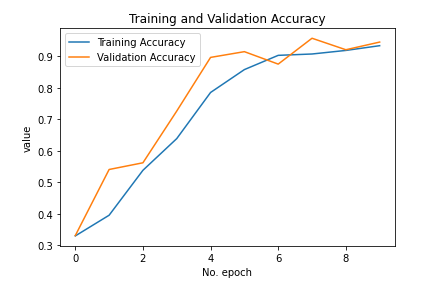 Training and Validation Accuracy
Training Accuracy
Validation Accuracy
value
0.9
0.8
0.7
0.6
0.5
0.4
0.3
0 2 4 6 8
No. epoch